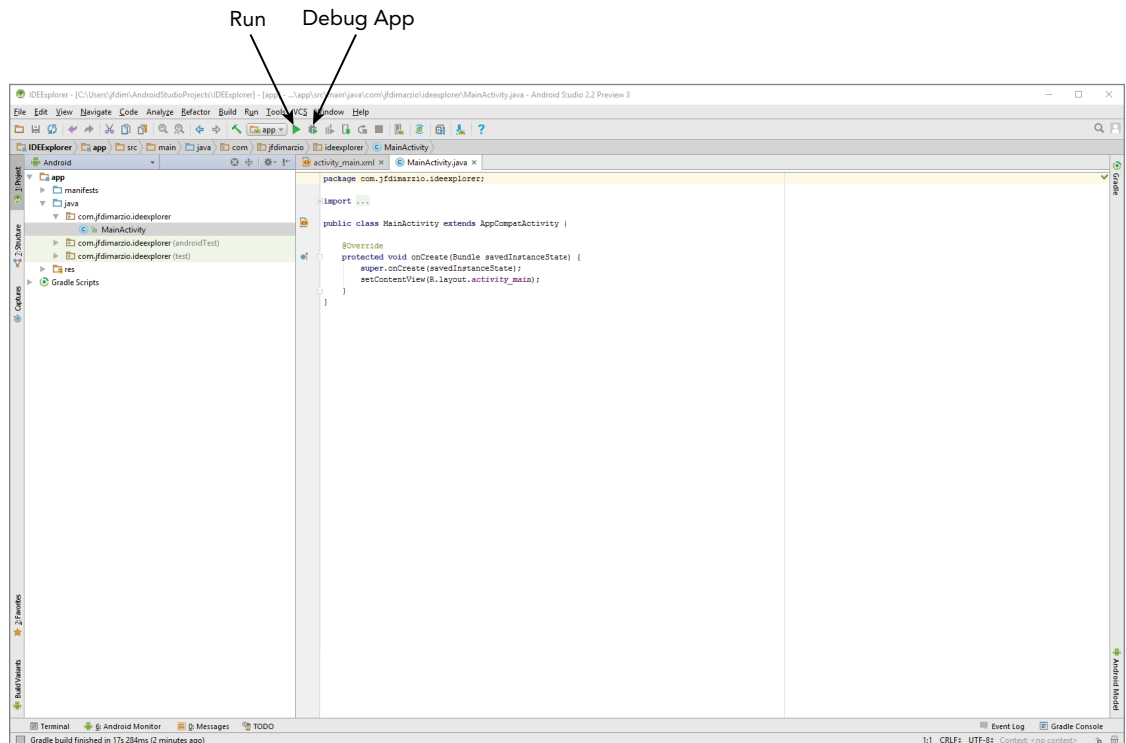 Run Debug App
IDEExplorer - [C:\Users\jfdim\AndroidStudioProjects\IDEExplorer] - [app] - ...\app\src\main\java\com\jfdimarzio\ideexplorer\MainActivity.java - Android Studio 2.2 Preview 3
File Edit View Navigate Code Analyze Refactor Build Run Tools VCS Window Help
app
IDEExplorer app src main java com jfdimarzio ideexplorer MainActivity
Android activity_main.xml MainActivity.java
1: Project
Gradle
app
manifests
java
com.jfdimarzio.ideexplorer
MainActivity
com.jfdimarzio.ideexplorer (androidTest)
com.jfdimarzio.ideexplorer (test)
res
Gradle Scripts
package com.jfdimarzio.ideexplorer;
import ...
public class MainActivity extends AppCompatActivity {
@Override
protected void onCreate(Bundle savedInstanceState) {
super.onCreate(savedInstanceState);
setContentView(R.layout.activity_main);
}
}
7: Structure
Captures
2: Favorites
Build Variants
Android Model
Terminal 6: Android Monitor 0: Messages TODO Event Log Gradle Console
Gradle build finished in 17s 284ms (2 minutes ago) 1:1 CRLF÷ UTF-8÷ Context: <no context>